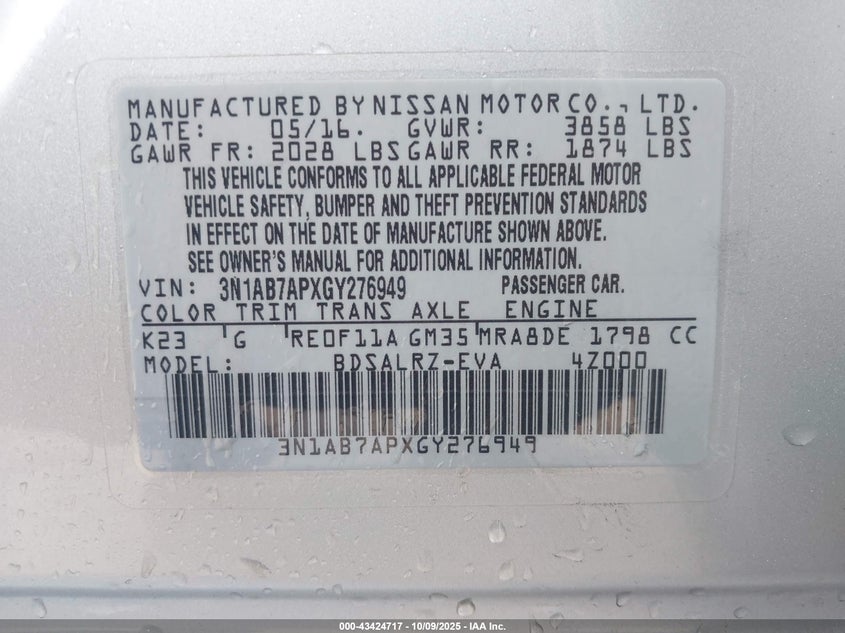 MANUFACTURED BY NISSAN MOTOR CO., LTD.
DATE: 05/16. GVWR: 3858 LBS
GAWR FR: 2028 LBS GAWR RR: 1874 LBS
THIS VEHICLE CONFORMS TO ALL APPLICABLE FEDERAL MOTOR
VEHICLE SAFETY, BUMPER AND THEFT PREVENTION STANDARDS
IN EFFECT ON THE DATE OF MANUFACTURE SHOWN ABOVE.
SEE OWNER'S MANUAL FOR ADDITIONAL INFORMATION.
VIN: 3N1AB7APXGY276949 PASSENGER CAR.
COLOR TRIM TRANS AXLE ENGINE
K23 G RE0F11A GM35 MRA8DE 1798 CC
MODEL: BDSALRZ-EVA 4Z000
3N1AB7APXGY276949
000-43424717 - 10/09/2025 - IAA, Inc.